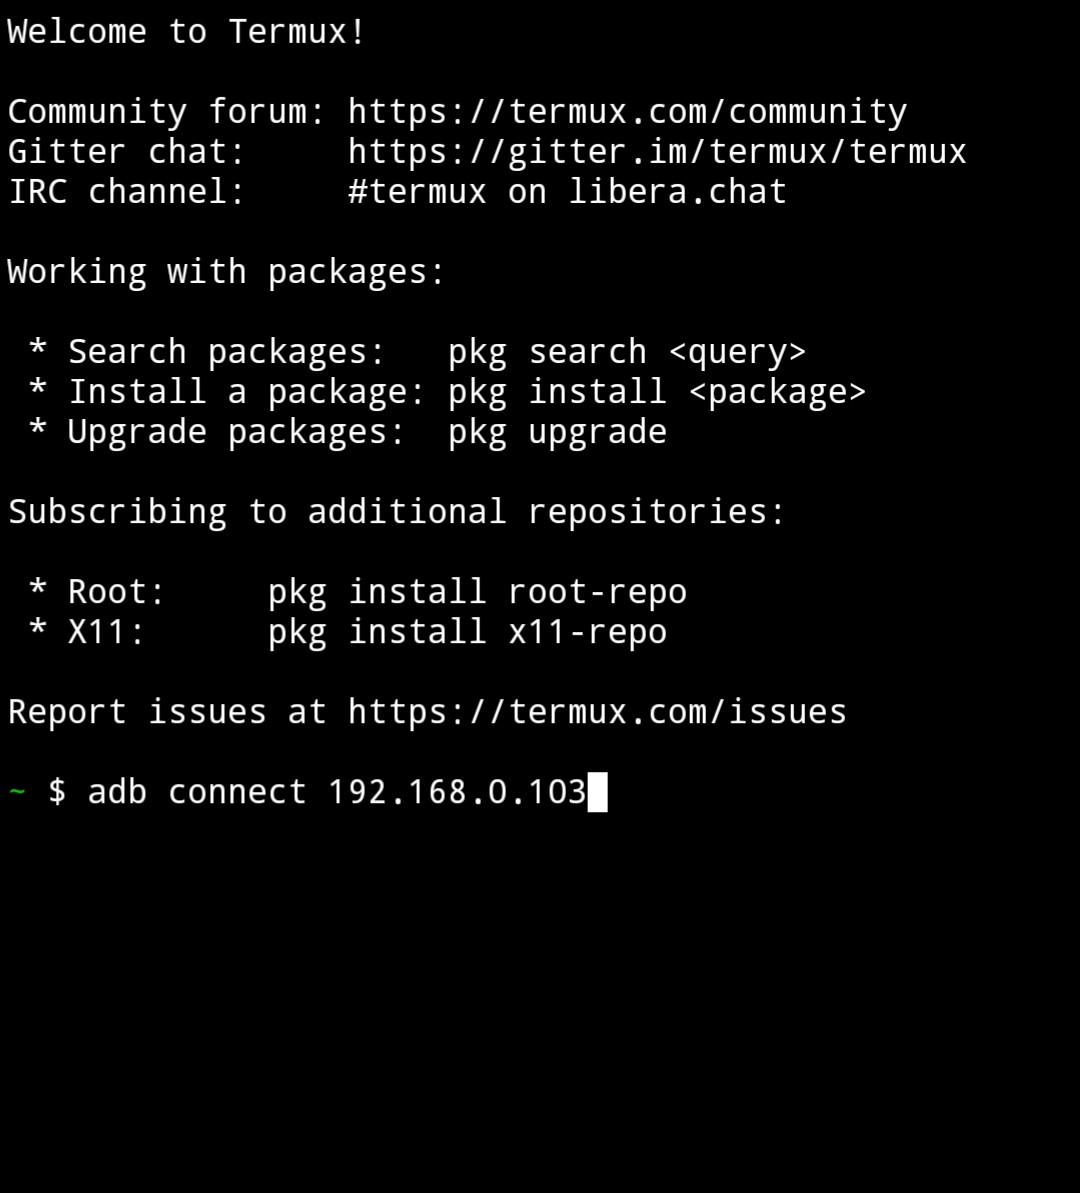 Welcome to Termux!
Community forum: https://termux.com/community
Gitter chat:     https://gitter.im/termux/termux
IRC channel:     #termux on libera.chat
Working with packages:
 * Search packages:   pkg search <query>
 * Install a package: pkg install <package>
 * Upgrade packages:  pkg upgrade
Subscribing to additional repositories:
 * Root:     pkg install root-repo
 * X11:      pkg install x11-repo
Report issues at https://termux.com/issues
~ $ adb connect 192.168.0.103